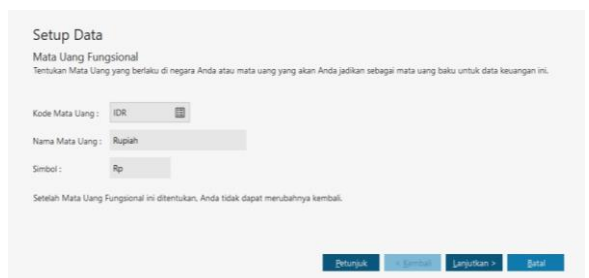 Setup Data
Mata Uang Fungsional
Tentukan Mata Uang yang berlaku di negara Anda atau mata uang yang akan Anda jadikan sebagai mata uang baku untuk data keuangan ini.
Kode Mata Uang : IDR
Nama Mata Uang : Rupiah
Simbol : Rp
Setelah Mata Uang Fungsional ini ditentukan, Anda tidak dapat merubahnya kembali.
Petunjuk < Kembali Lanjutkan > Batal